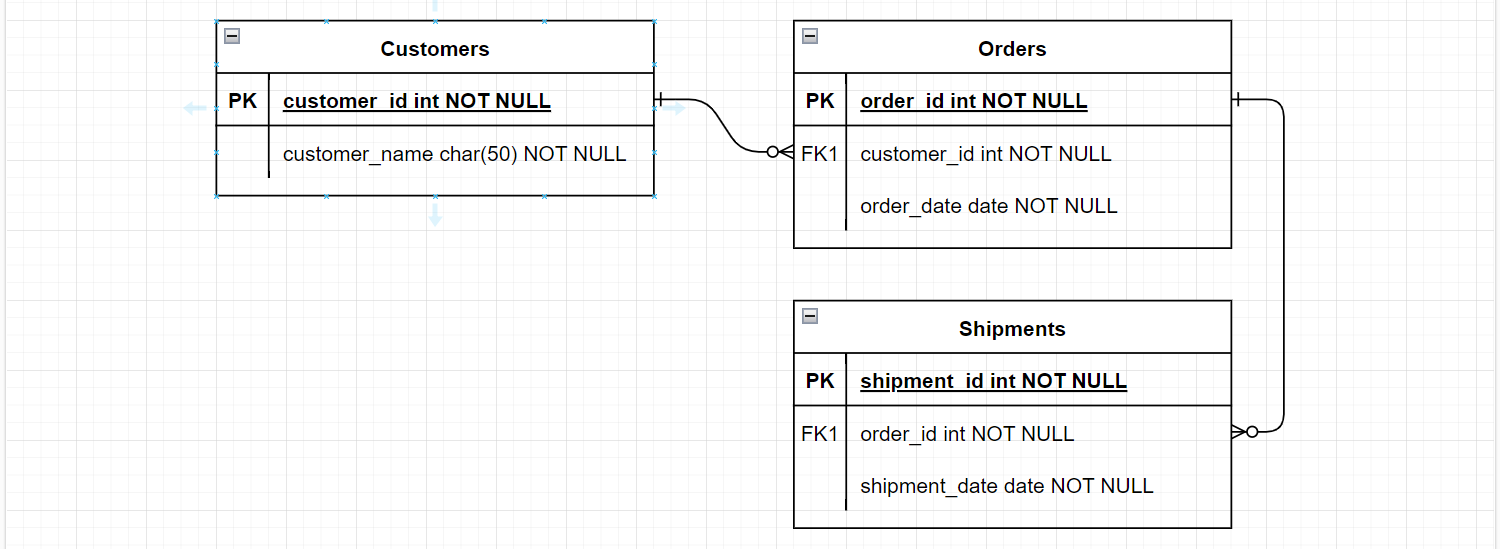 Customers
PK customer_id int NOT NULL
customer_name char(50) NOT NULL
Orders
PK order_id int NOT NULL
FK1 customer_id int NOT NULL
order_date date NOT NULL
Shipments
PK shipment_id int NOT NULL
FK1 order_id int NOT NULL
shipment_date date NOT NULL